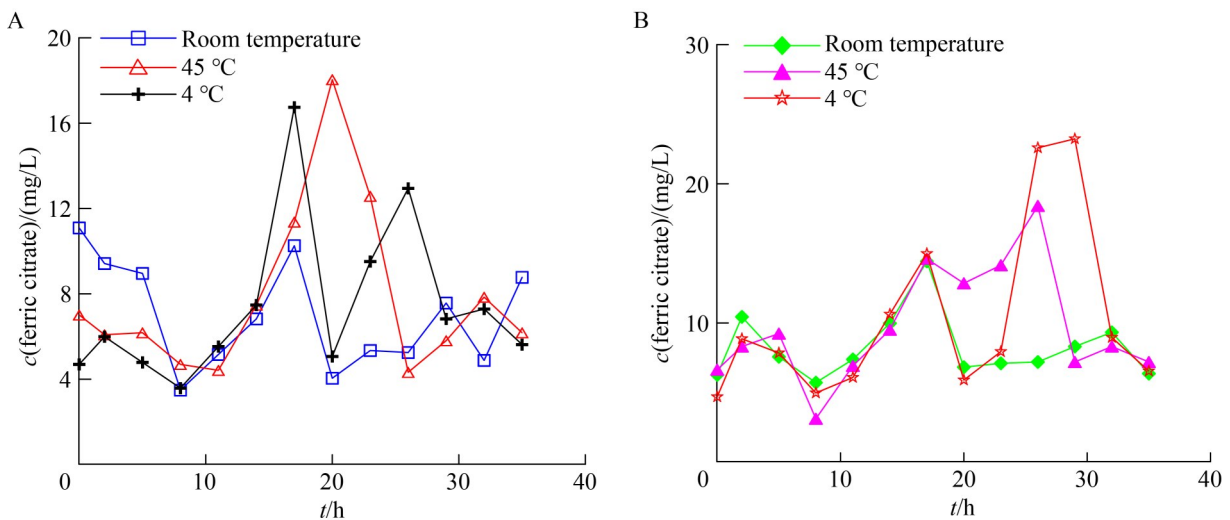 A
20
16
12
8
4
0
10
20
30
40
c(ferric citrate)/(mg/L)
t/h
Room temperature
45 ℃
4 ℃
B
30
20
10
0
10
20
30
40
c(ferric citrate)/(mg/L)
t/h
Room temperature
45 ℃
4 ℃